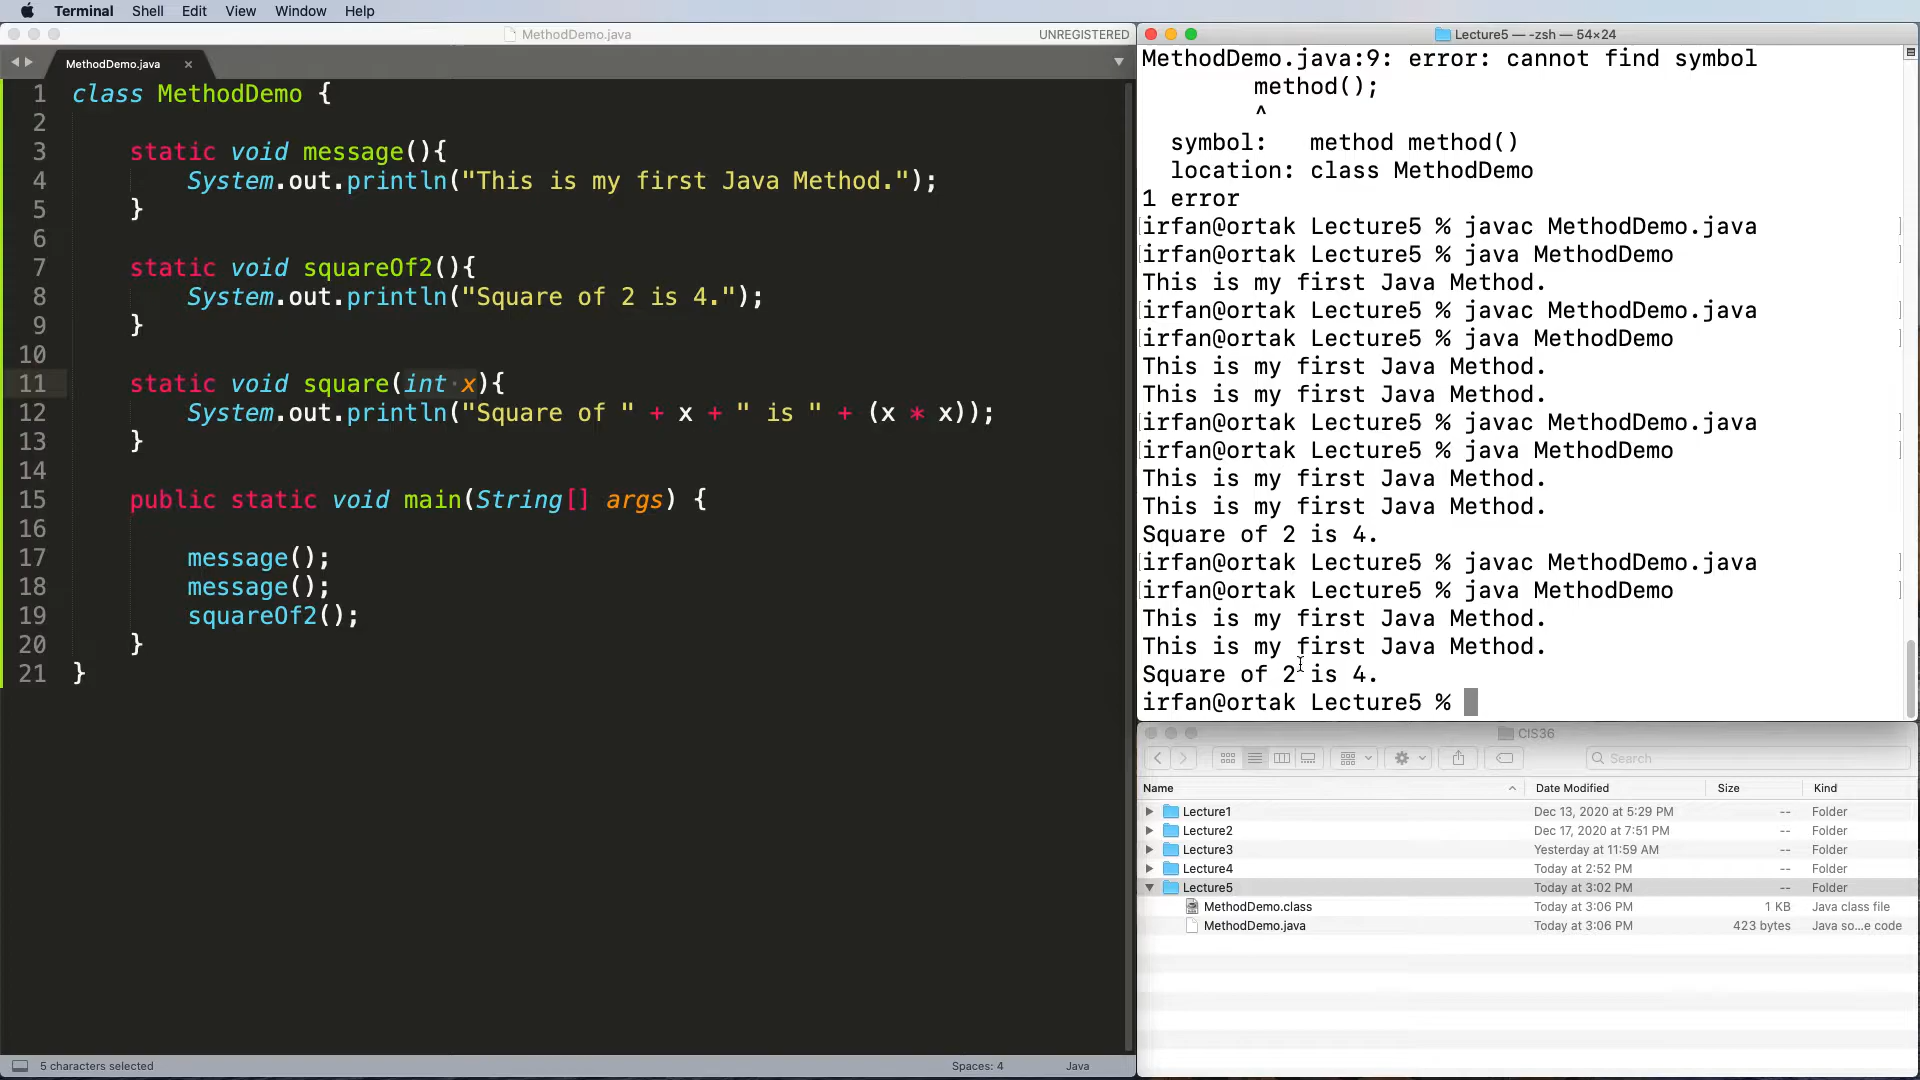 Terminal Shell Edit View Window Help
MethodDemo.java UNREGISTERED
MethodDemo.java ×
1 class MethodDemo {
2
3 static void message(){
4 System.out.println("This is my first Java Method.");
5 }
6
7 static void squareOf2(){
8 System.out.println("Square of 2 is 4.");
9 }
10
11 static void square(int x){
12 System.out.println("Square of " + x + " is " + (x * x));
13 }
14
15 public static void main(String[] args) {
16
17 message();
18 message();
19 squareOf2();
20 }
21 }
5 characters selected Spaces: 4 Java
Lecture5 — -zsh — 54×24
MethodDemo.java:9: error: cannot find symbol
method();
^
symbol: method method()
location: class MethodDemo
1 error
[irfan@ortak Lecture5 % javac MethodDemo.java ]
[irfan@ortak Lecture5 % java MethodDemo ]
This is my first Java Method.
[irfan@ortak Lecture5 % javac MethodDemo.java ]
[irfan@ortak Lecture5 % java MethodDemo ]
This is my first Java Method.
This is my first Java Method.
[irfan@ortak Lecture5 % javac MethodDemo.java ]
[irfan@ortak Lecture5 % java MethodDemo ]
This is my first Java Method.
This is my first Java Method.
Square of 2 is 4.
[irfan@ortak Lecture5 % javac MethodDemo.java ]
[irfan@ortak Lecture5 % java MethodDemo ]
This is my first Java Method.
This is my first Java Method.
Square of 2 is 4.
irfan@ortak Lecture5 %
CIS36
Search
Name Date Modified Size Kind
Lecture1 Dec 13, 2020 at 5:29 PM -- Folder
Lecture2 Dec 17, 2020 at 7:51 PM -- Folder
Lecture3 Yesterday at 11:59 AM -- Folder
Lecture4 Today at 2:52 PM -- Folder
Lecture5 Today at 3:02 PM -- Folder
MethodDemo.class Today at 3:06 PM 1 KB Java class file
MethodDemo.java Today at 3:06 PM 423 bytes Java so...e code